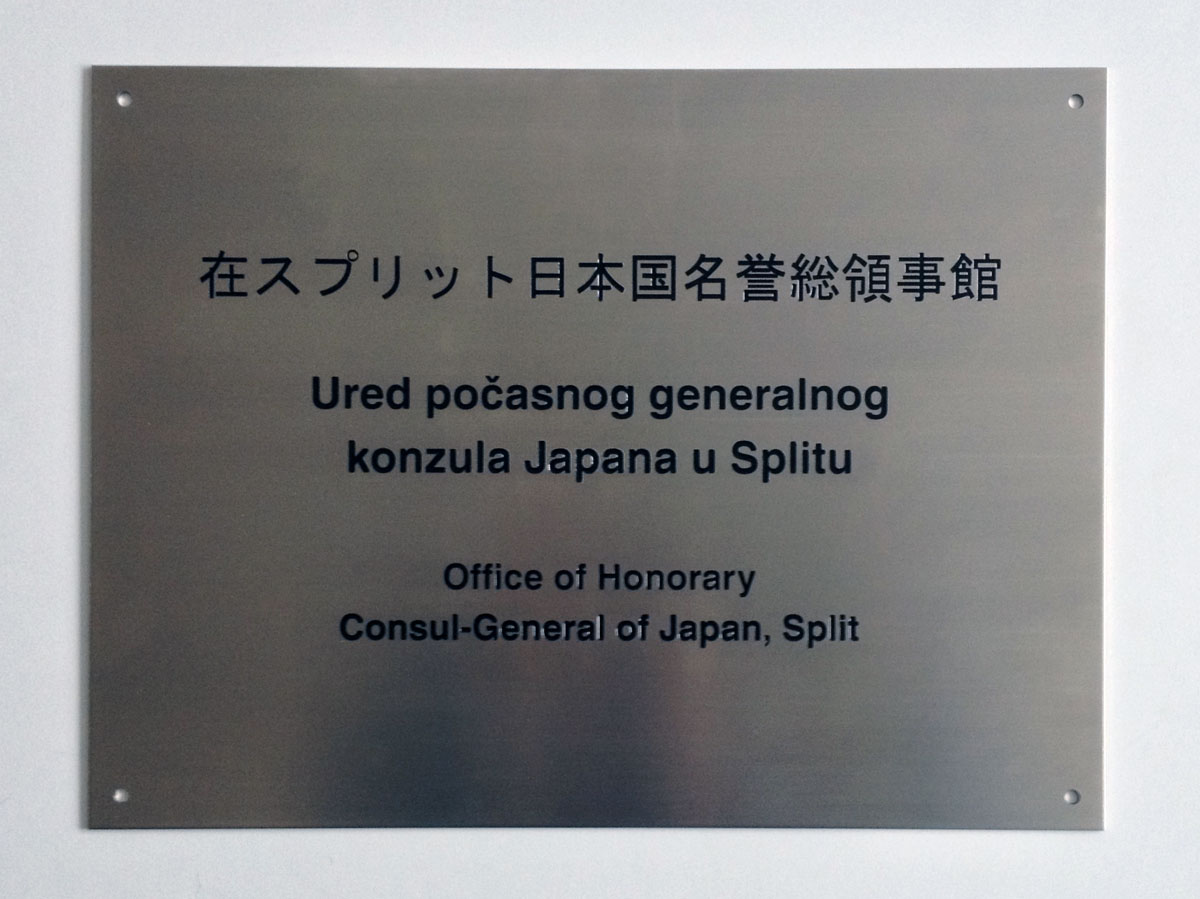 在スプリット日本国名誉総領事館
Ured počasnog generalnog
konzula Japana u Splitu
Office of Honorary
Consul-General of Japan, Split